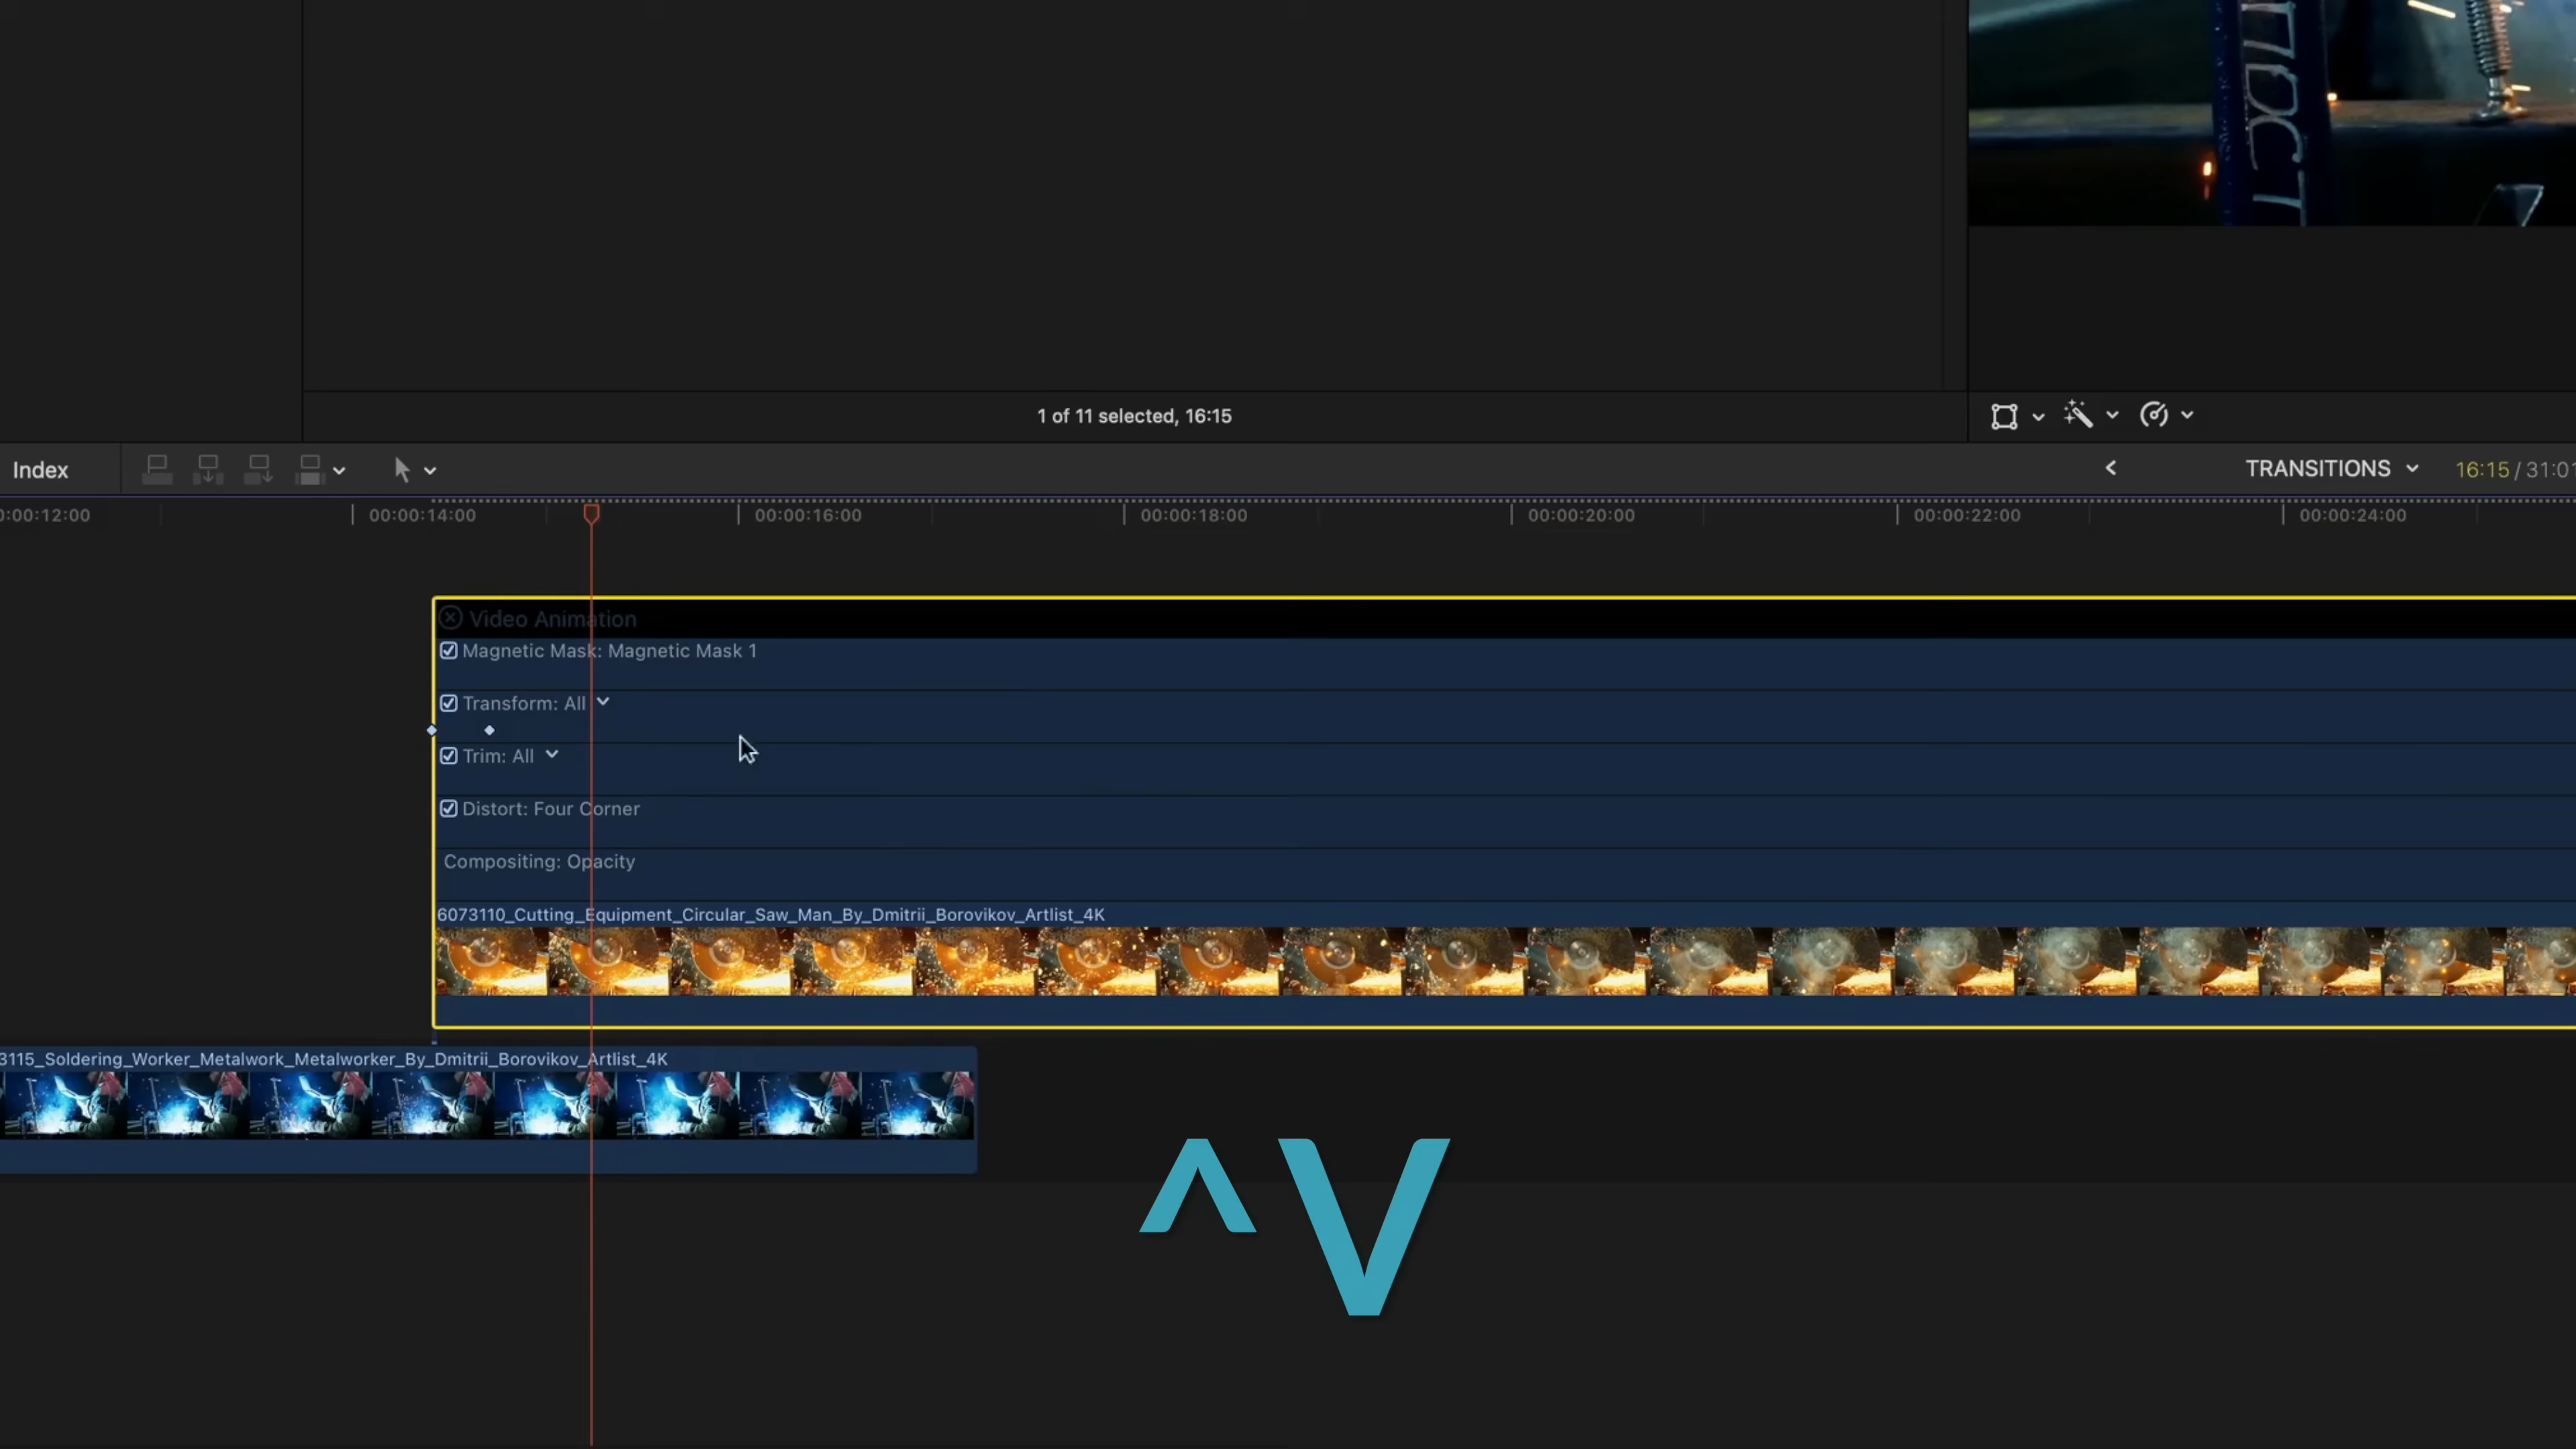 1 of 11 selected, 16:15
Index
TRANSITIONS
16:15 / 31:01
0:00:12:00
00:00:14:00
00:00:16:00
00:00:18:00
00:00:20:00
00:00:22:00
00:00:24:00
Video Animation
Magnetic Mask: Magnetic Mask 1
Transform: All
Trim: All
Distort: Four Corner
Compositing: Opacity
6073110_Cutting_Equipment_Circular_Saw_Man_By_Dmitrii_Borovikov_Artlist_4K
3115_Soldering_Worker_Metalwork_Metalworker_By_Dmitrii_Borovikov_Artlist_4K
^V